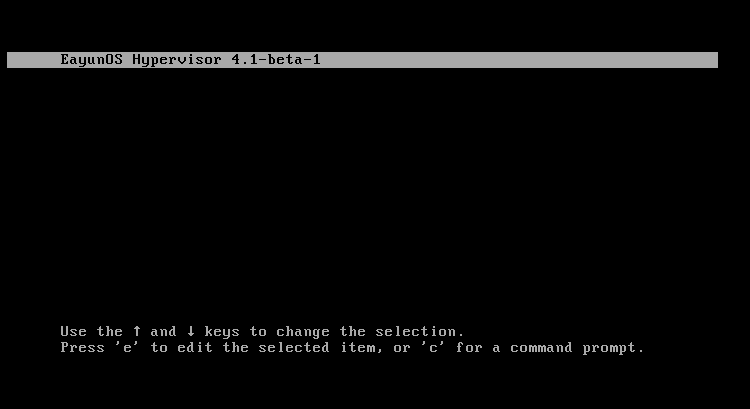 EayunOS Hypervisor 4.1-beta-1
Use the ↑ and ↓ keys to change the selection.
Press 'e' to edit the selected item, or 'c' for a command prompt.